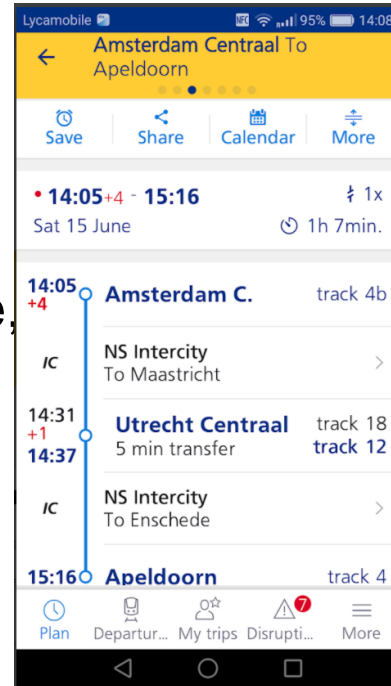 Lycamobile NFC 95% 14:08
Amsterdam Centraal To
Apeldoorn
Save Share Calendar More
14:05+4 - 15:16 1x
Sat 15 June 1h 7min.
14:05 Amsterdam C. track 4b
+4
e,
IC NS Intercity
To Maastricht
14:31 Utrecht Centraal track 18
+1 5 min transfer track 12
14:37
IC NS Intercity
To Enschede
15:16 Apeldoorn track 4
7
Plan Departur... My trips Disrupti... More